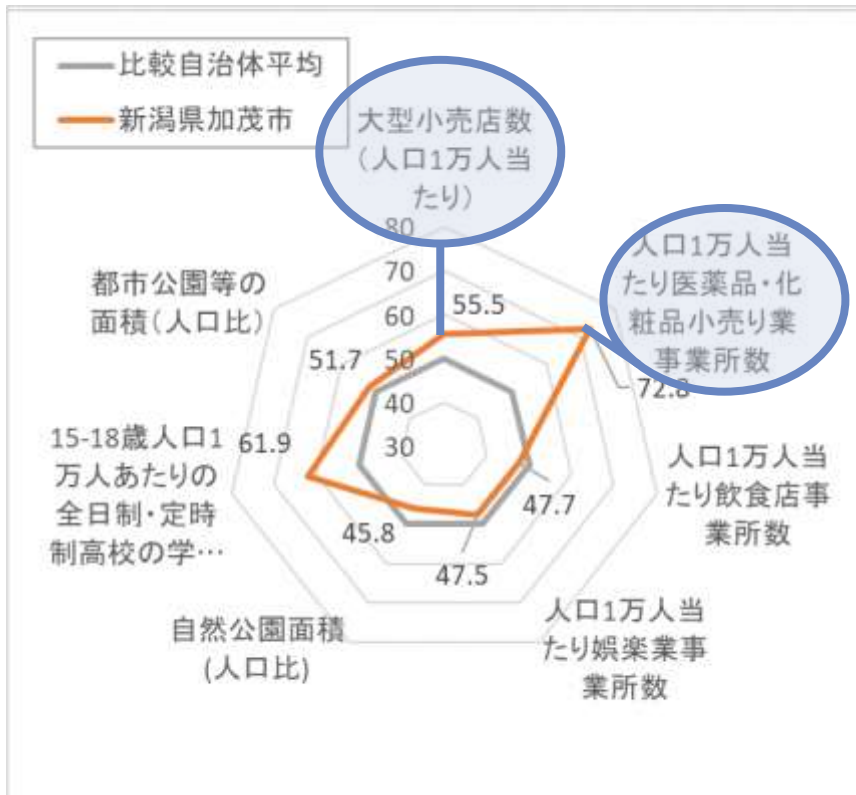 比較自治体平均
新潟県加茂市
大型小売店数
(人口1万人当
たり)
80
70
60
50
40
30
55.5
人口1万人当
たり医薬品・化
粧品小売り業
事業所数
72.8
人口1万人当
たり飲食店事
業所数
47.7
人口1万人当
たり娯楽業事
業所数
47.5
自然公園面積
(人口比)
45.8
15-18歳人口1
万人あたりの
全日制・定時
制高校の学…
61.9
都市公園等の
面積(人口比)
51.7